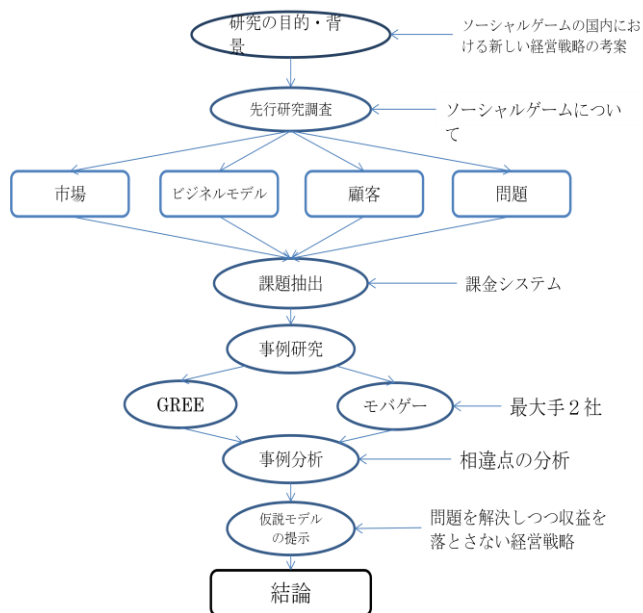 研究の目的・背
景
ソーシャルゲームの国内にお
ける新しい経営戦略の考案
先行研究調査
ソーシャルゲームについ
て
市場
ビジネルモデル
顧客
問題
課題抽出
課金システム
事例研究
GREE
モバゲー
最大手２社
事例分析
相違点の分析
仮説モデル
の提示
問題を解決しつつ収益を
落とさない経営戦略
結論